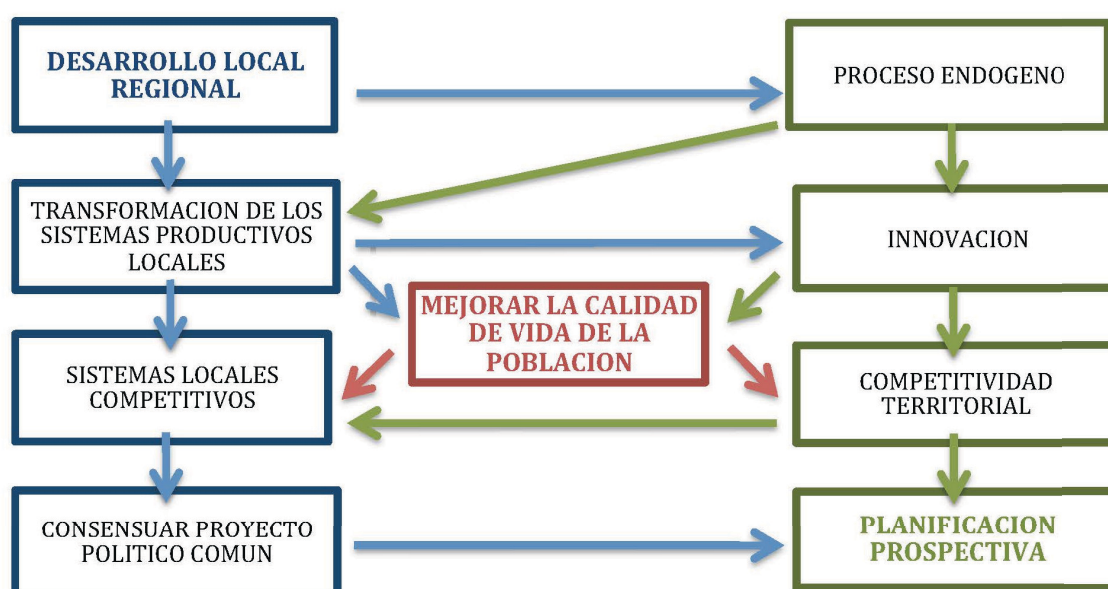 DESARROLLO LOCAL
REGIONAL
PROCESO ENDOGENO
TRANSFORMACION DE LOS
SISTEMAS PRODUCTIVOS
LOCALES
INNOVACION
MEJORAR LA CALIDAD
DE VIDA DE LA
POBLACION
SISTEMAS LOCALES
COMPETITIVOS
COMPETITIVIDAD
TERRITORIAL
CONSENSUAR PROYECTO
POLITICO COMUN
PLANIFICACION
PROSPECTIVA